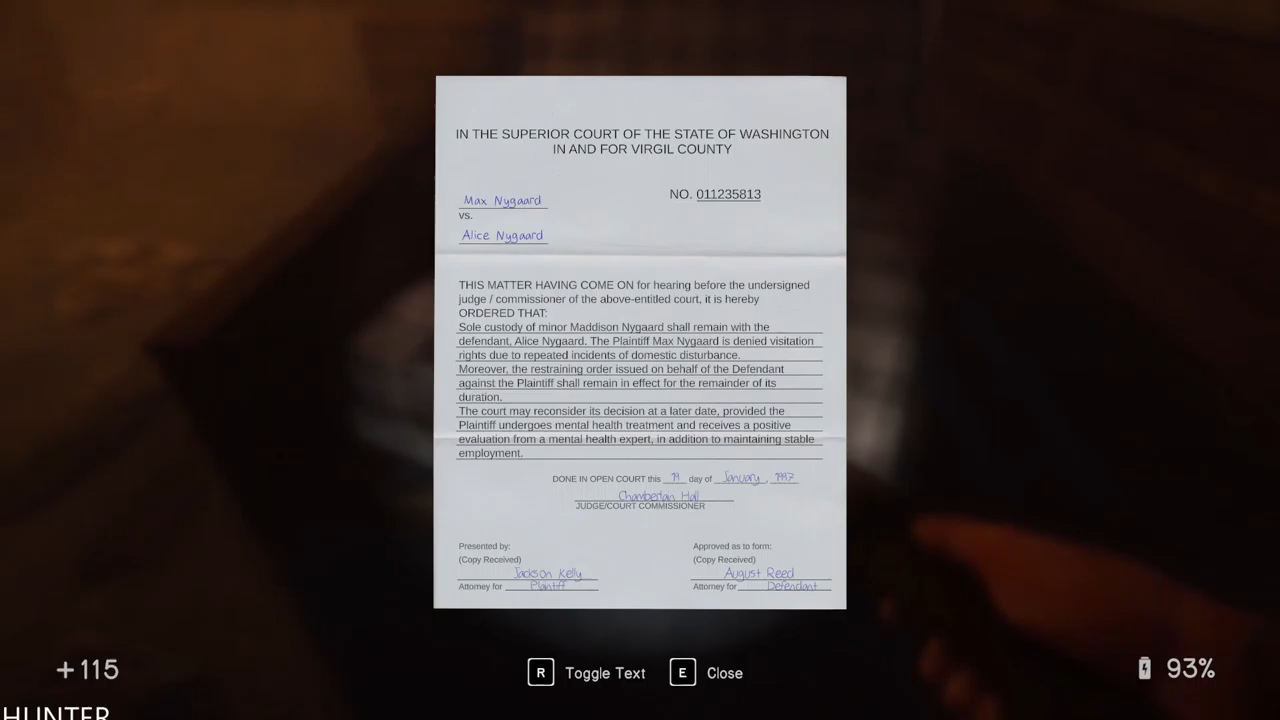 IN THE SUPERIOR COURT OF THE STATE OF WASHINGTON
IN AND FOR VIRGIL COUNTY
Max Nygaard
NO. 011235813
vs.
Alice Nygaard
THIS MATTER HAVING COME ON for hearing before the undersigned
judge / commissioner of the above-entitled court, it is hereby
ORDERED THAT:
Sole custody of minor Maddison Nygaard shall remain with the
defendant, Alice Nygaard. The Plaintiff Max Nygaard is denied visitation
rights due to repeated incidents of domestic disturbance.
Moreover, the restraining order issued on behalf of the Defendant
against the Plaintiff shall remain in effect for the remainder of its
duration.
The court may reconsider its decision at a later date, provided the
Plaintiff undergoes mental health treatment and receives a positive
evaluation from a mental health expert, in addition to maintaining stable
employment.
DONE IN OPEN COURT this 19 day of January, 1997
Chamberlan Hall
JUDGE/COURT COMMISSIONER
Presented by:
(Copy Received)
Jackson Kelly
Attorney for Plaintiff
Approved as to form:
(Copy Received)
August Reed
Attorney for Defendant
+115
R Toggle Text E Close
93%
HUNTER